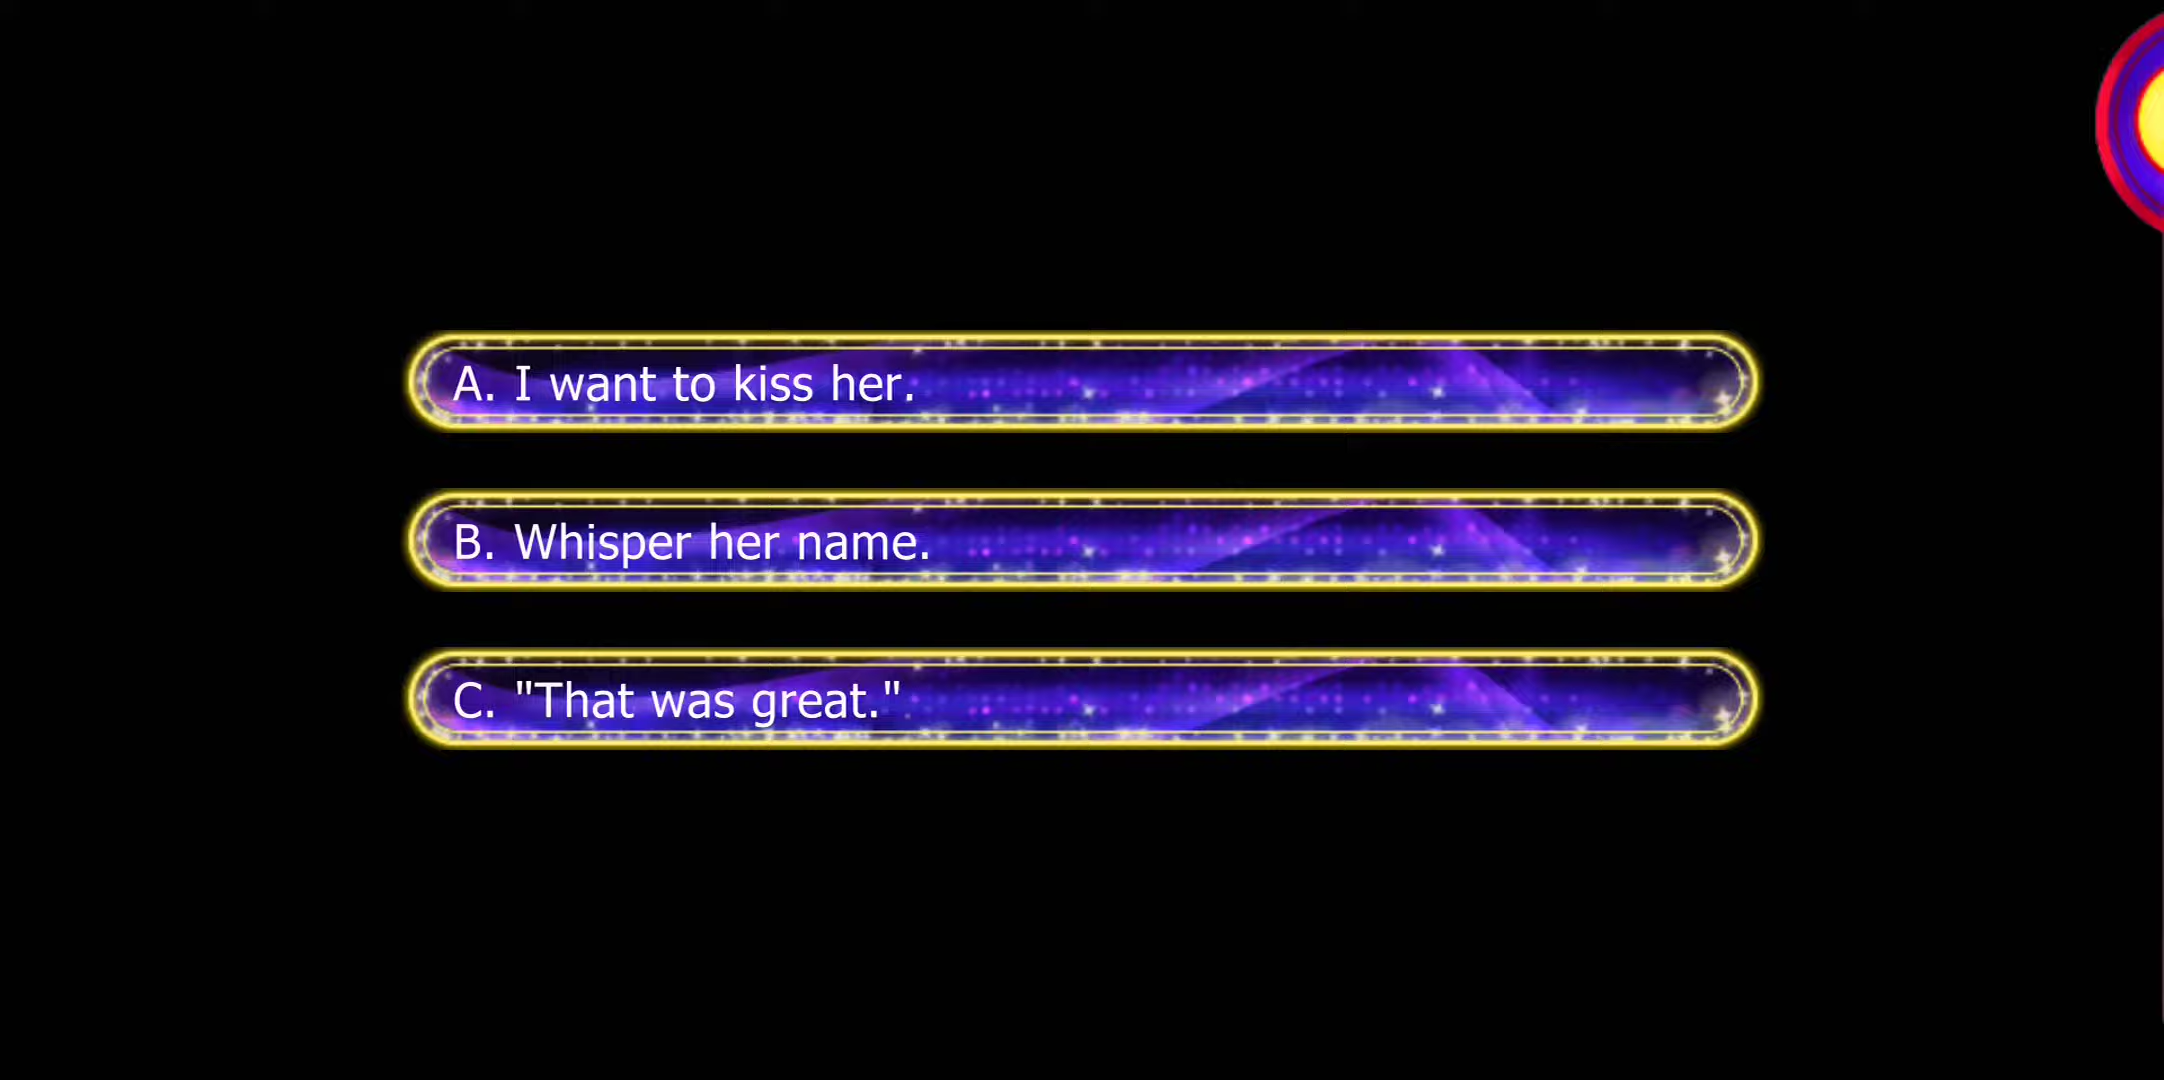 A. I want to kiss her.
B. Whisper her name.
C. "That was great."